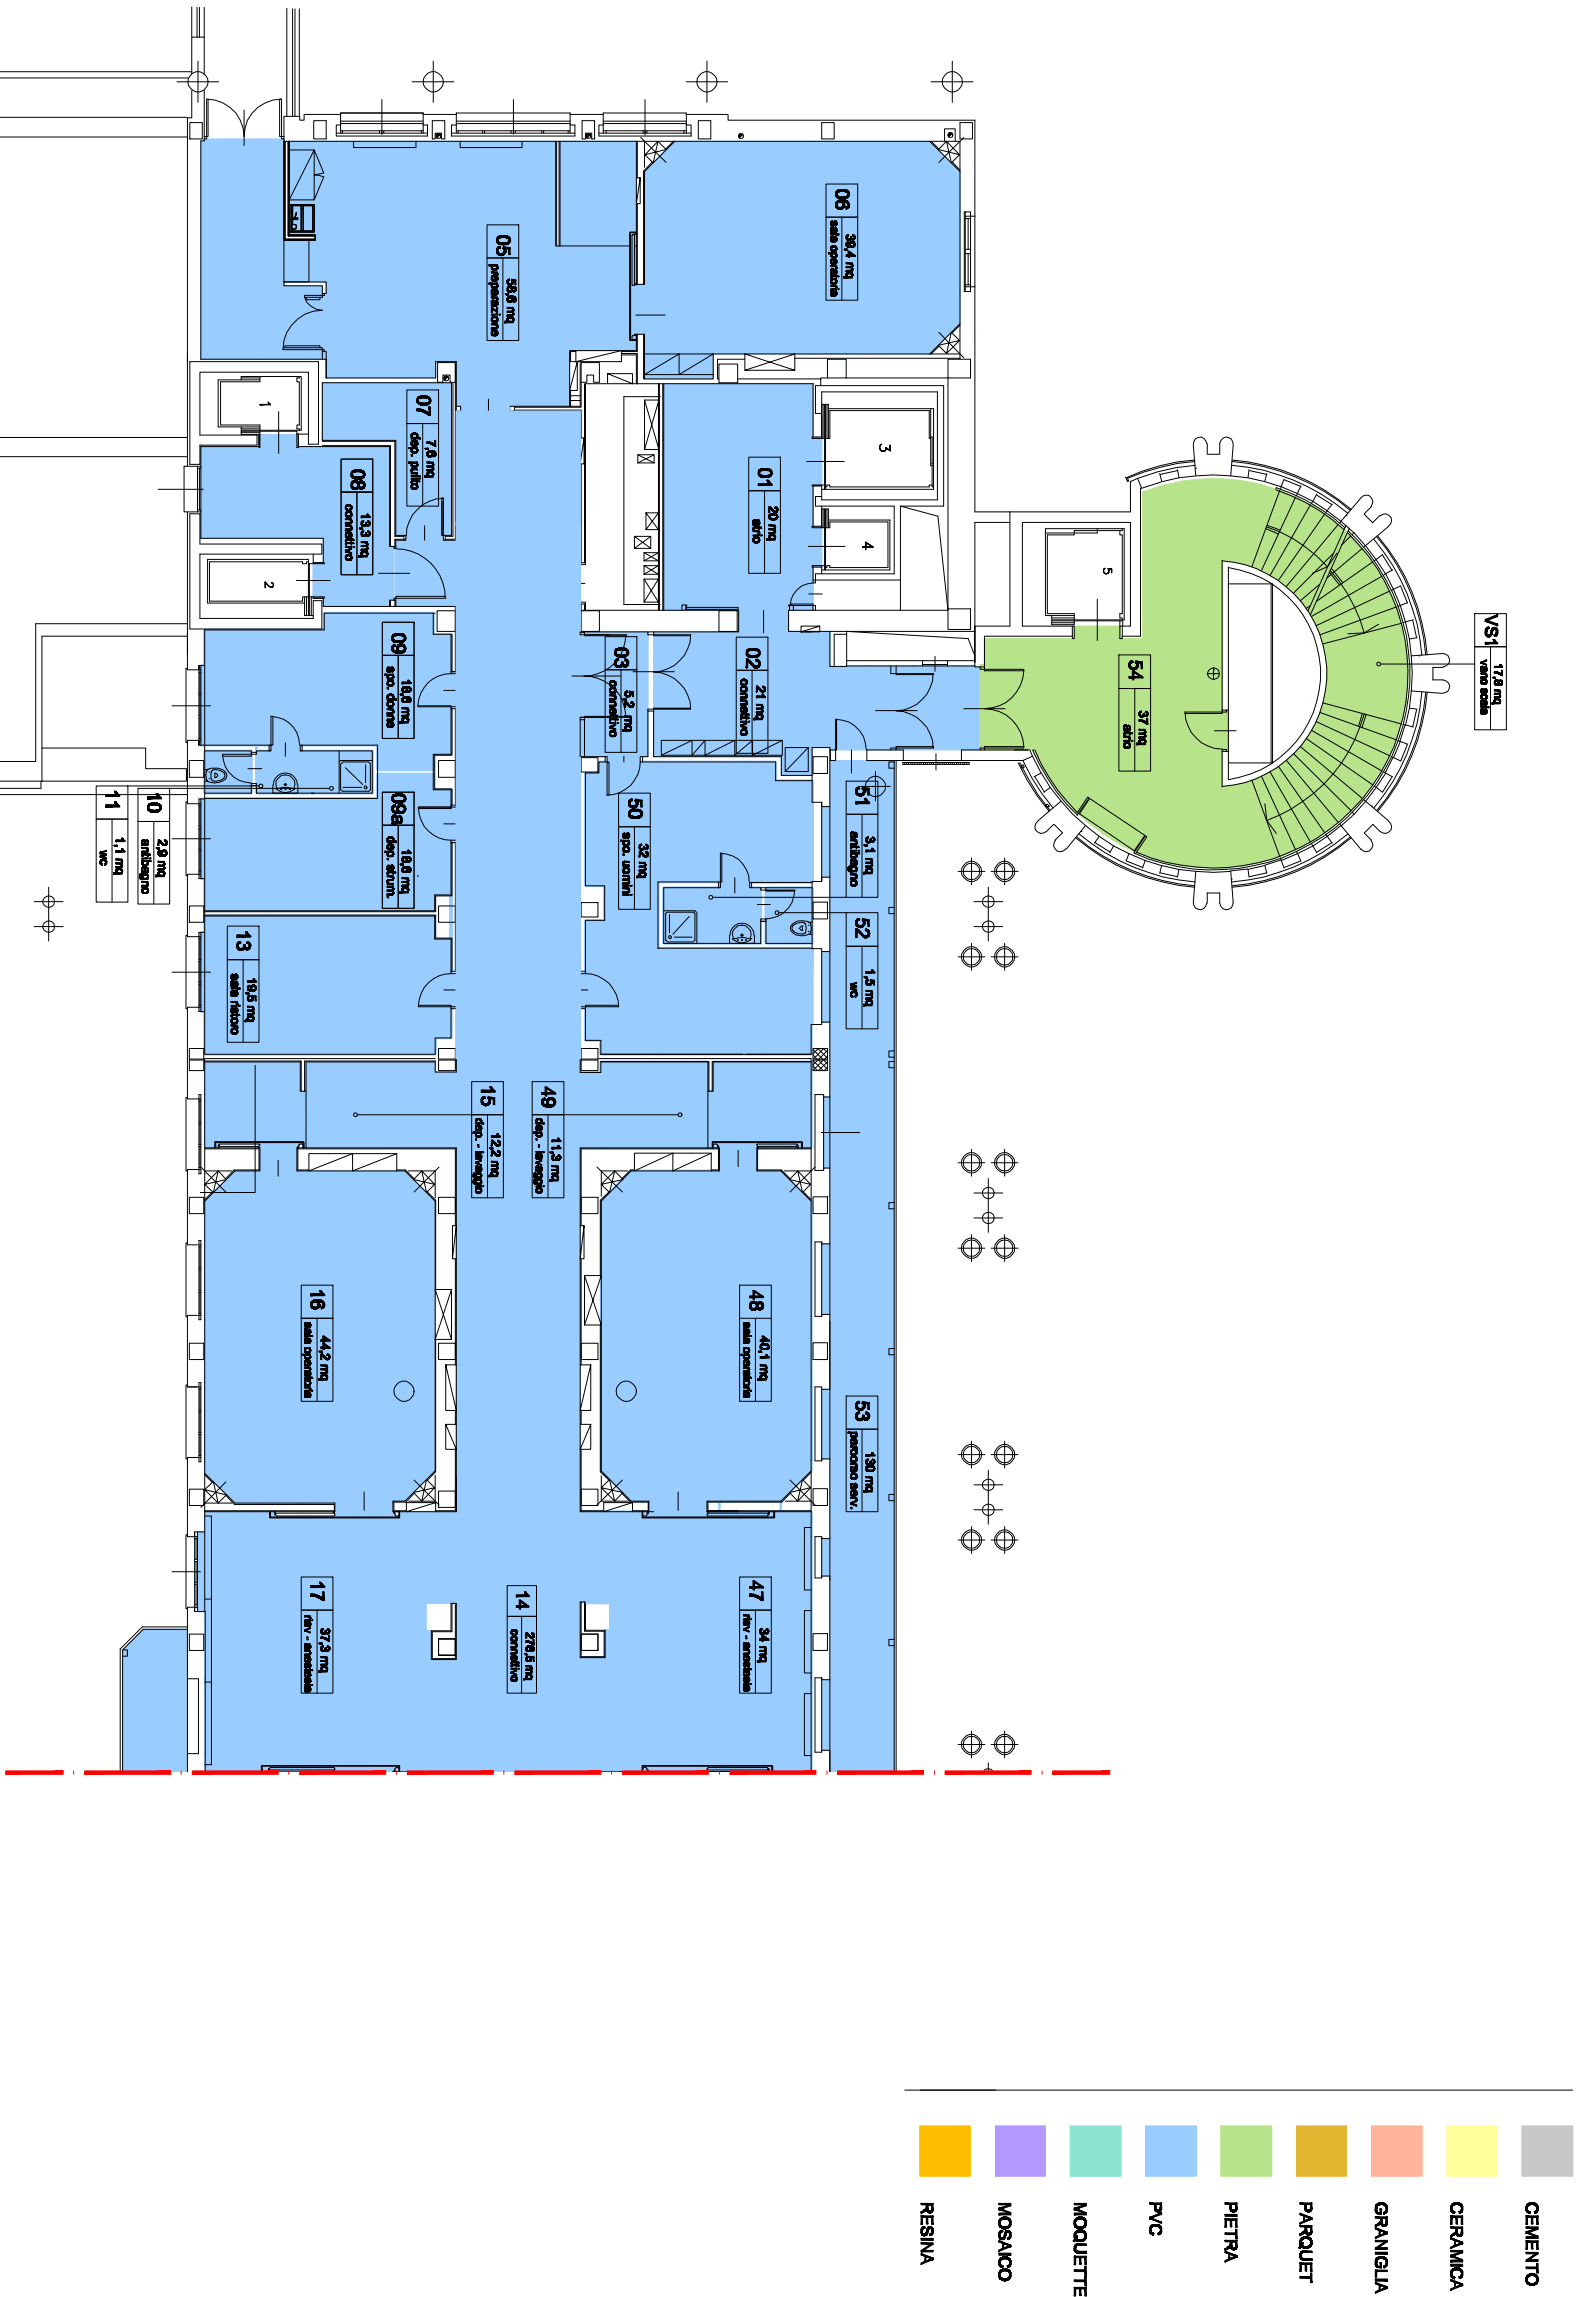 VS1
17,8 mq
vano scala
54
37 mq
atrio
5
06
39,4 mq
sala operatoria
3
4
01
20 mq
atrio
02
21 mq
connettivo
03
5,2 mq
connettivo
05
58,6 mq
preparazione
07
7,6 mq
dep. pulito
08
13,3 mq
connettivo
1
2
09
18,6 mq
spo. donne
09a
18,6 mq
dep. strum.
10
2,9 mq
antibagno
11
1,1 mq
wc
50
32 mq
spo. uomini
51
3,1 mq
antibagno
52
1,5 mq
wc
13
19,5 mq
sala ristoro
15
12,2 mq
dep. - lavaggio
49
11,3 mq
dep. - lavaggio
16
44,2 mq
sala operatoria
48
40,1 mq
sala operatoria
53
130 mq
percorso serv.
17
37,3 mq
risv - anestesia
14
276,5 mq
connettivo
47
34 mq
risv - anestesia
CEMENTO
CERAMICA
GRANIGLIA
PARQUET
PIETRA
PVC
MOQUETTE
MOSAICO
RESINA